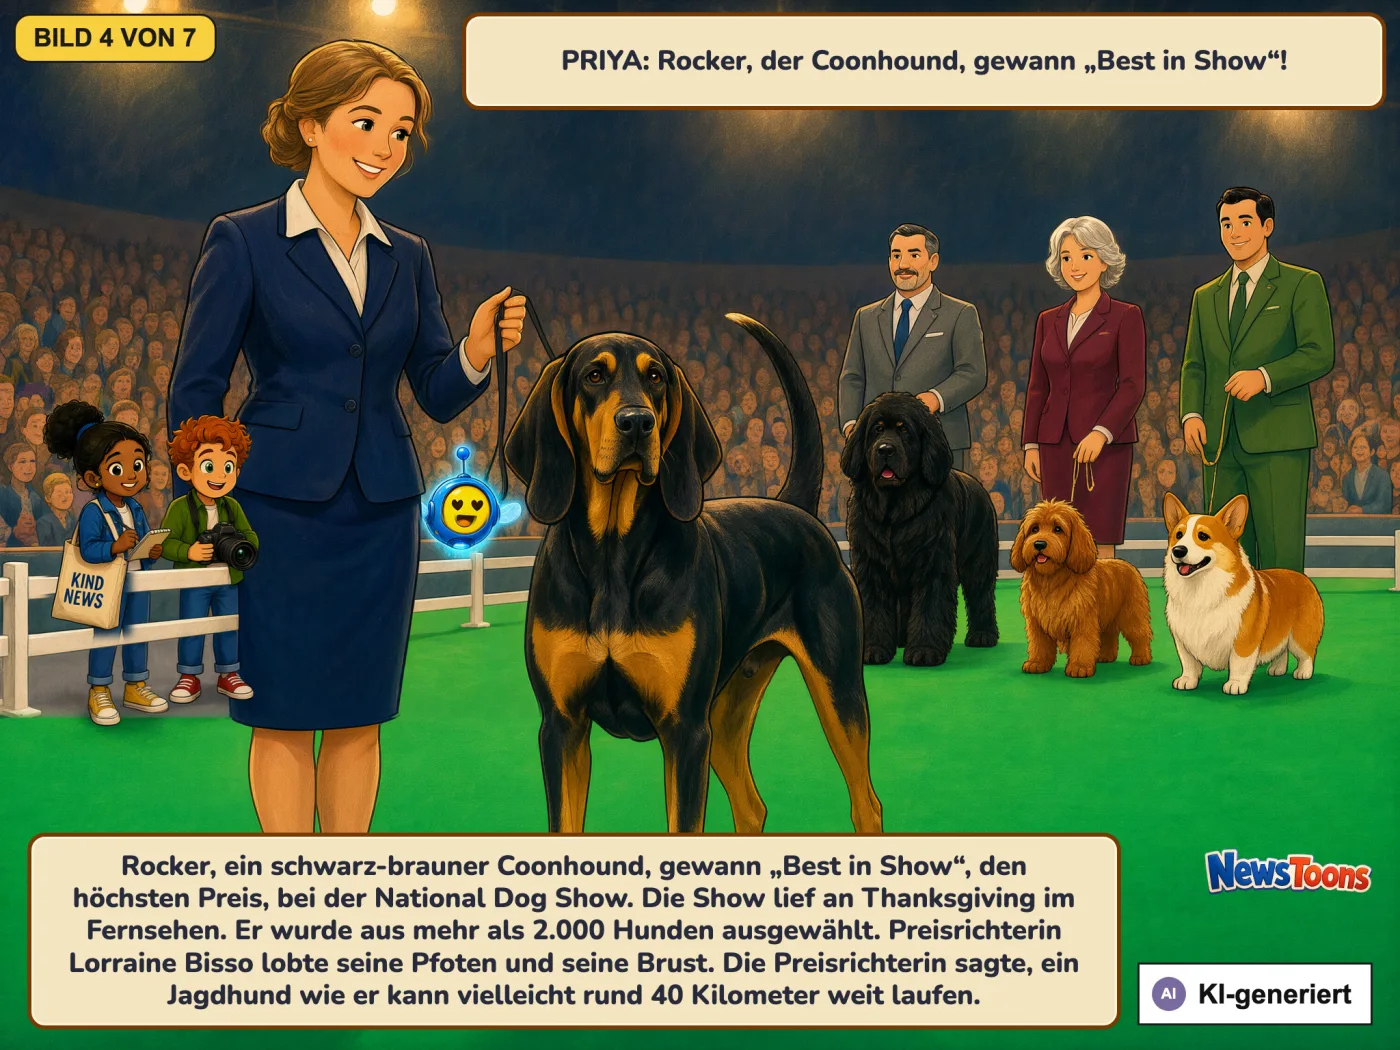 BILD 4 VON 7
PRIYA: Rocker, der Coonhound, gewann „Best in Show“!
KIND
NEWS
Rocker, ein schwarz-brauner Coonhound, gewann „Best in Show“, den
höchsten Preis, bei der National Dog Show. Die Show lief an Thanksgiving im
Fernsehen. Er wurde aus mehr als 2.000 Hunden ausgewählt. Preisrichterin
Lorraine Bisso lobte seine Pfoten und seine Brust. Die Preisrichterin sagte, ein
Jagdhund wie er kann vielleicht rund 40 Kilometer weit laufen.
NEWSTOONS
AI KI-generiert